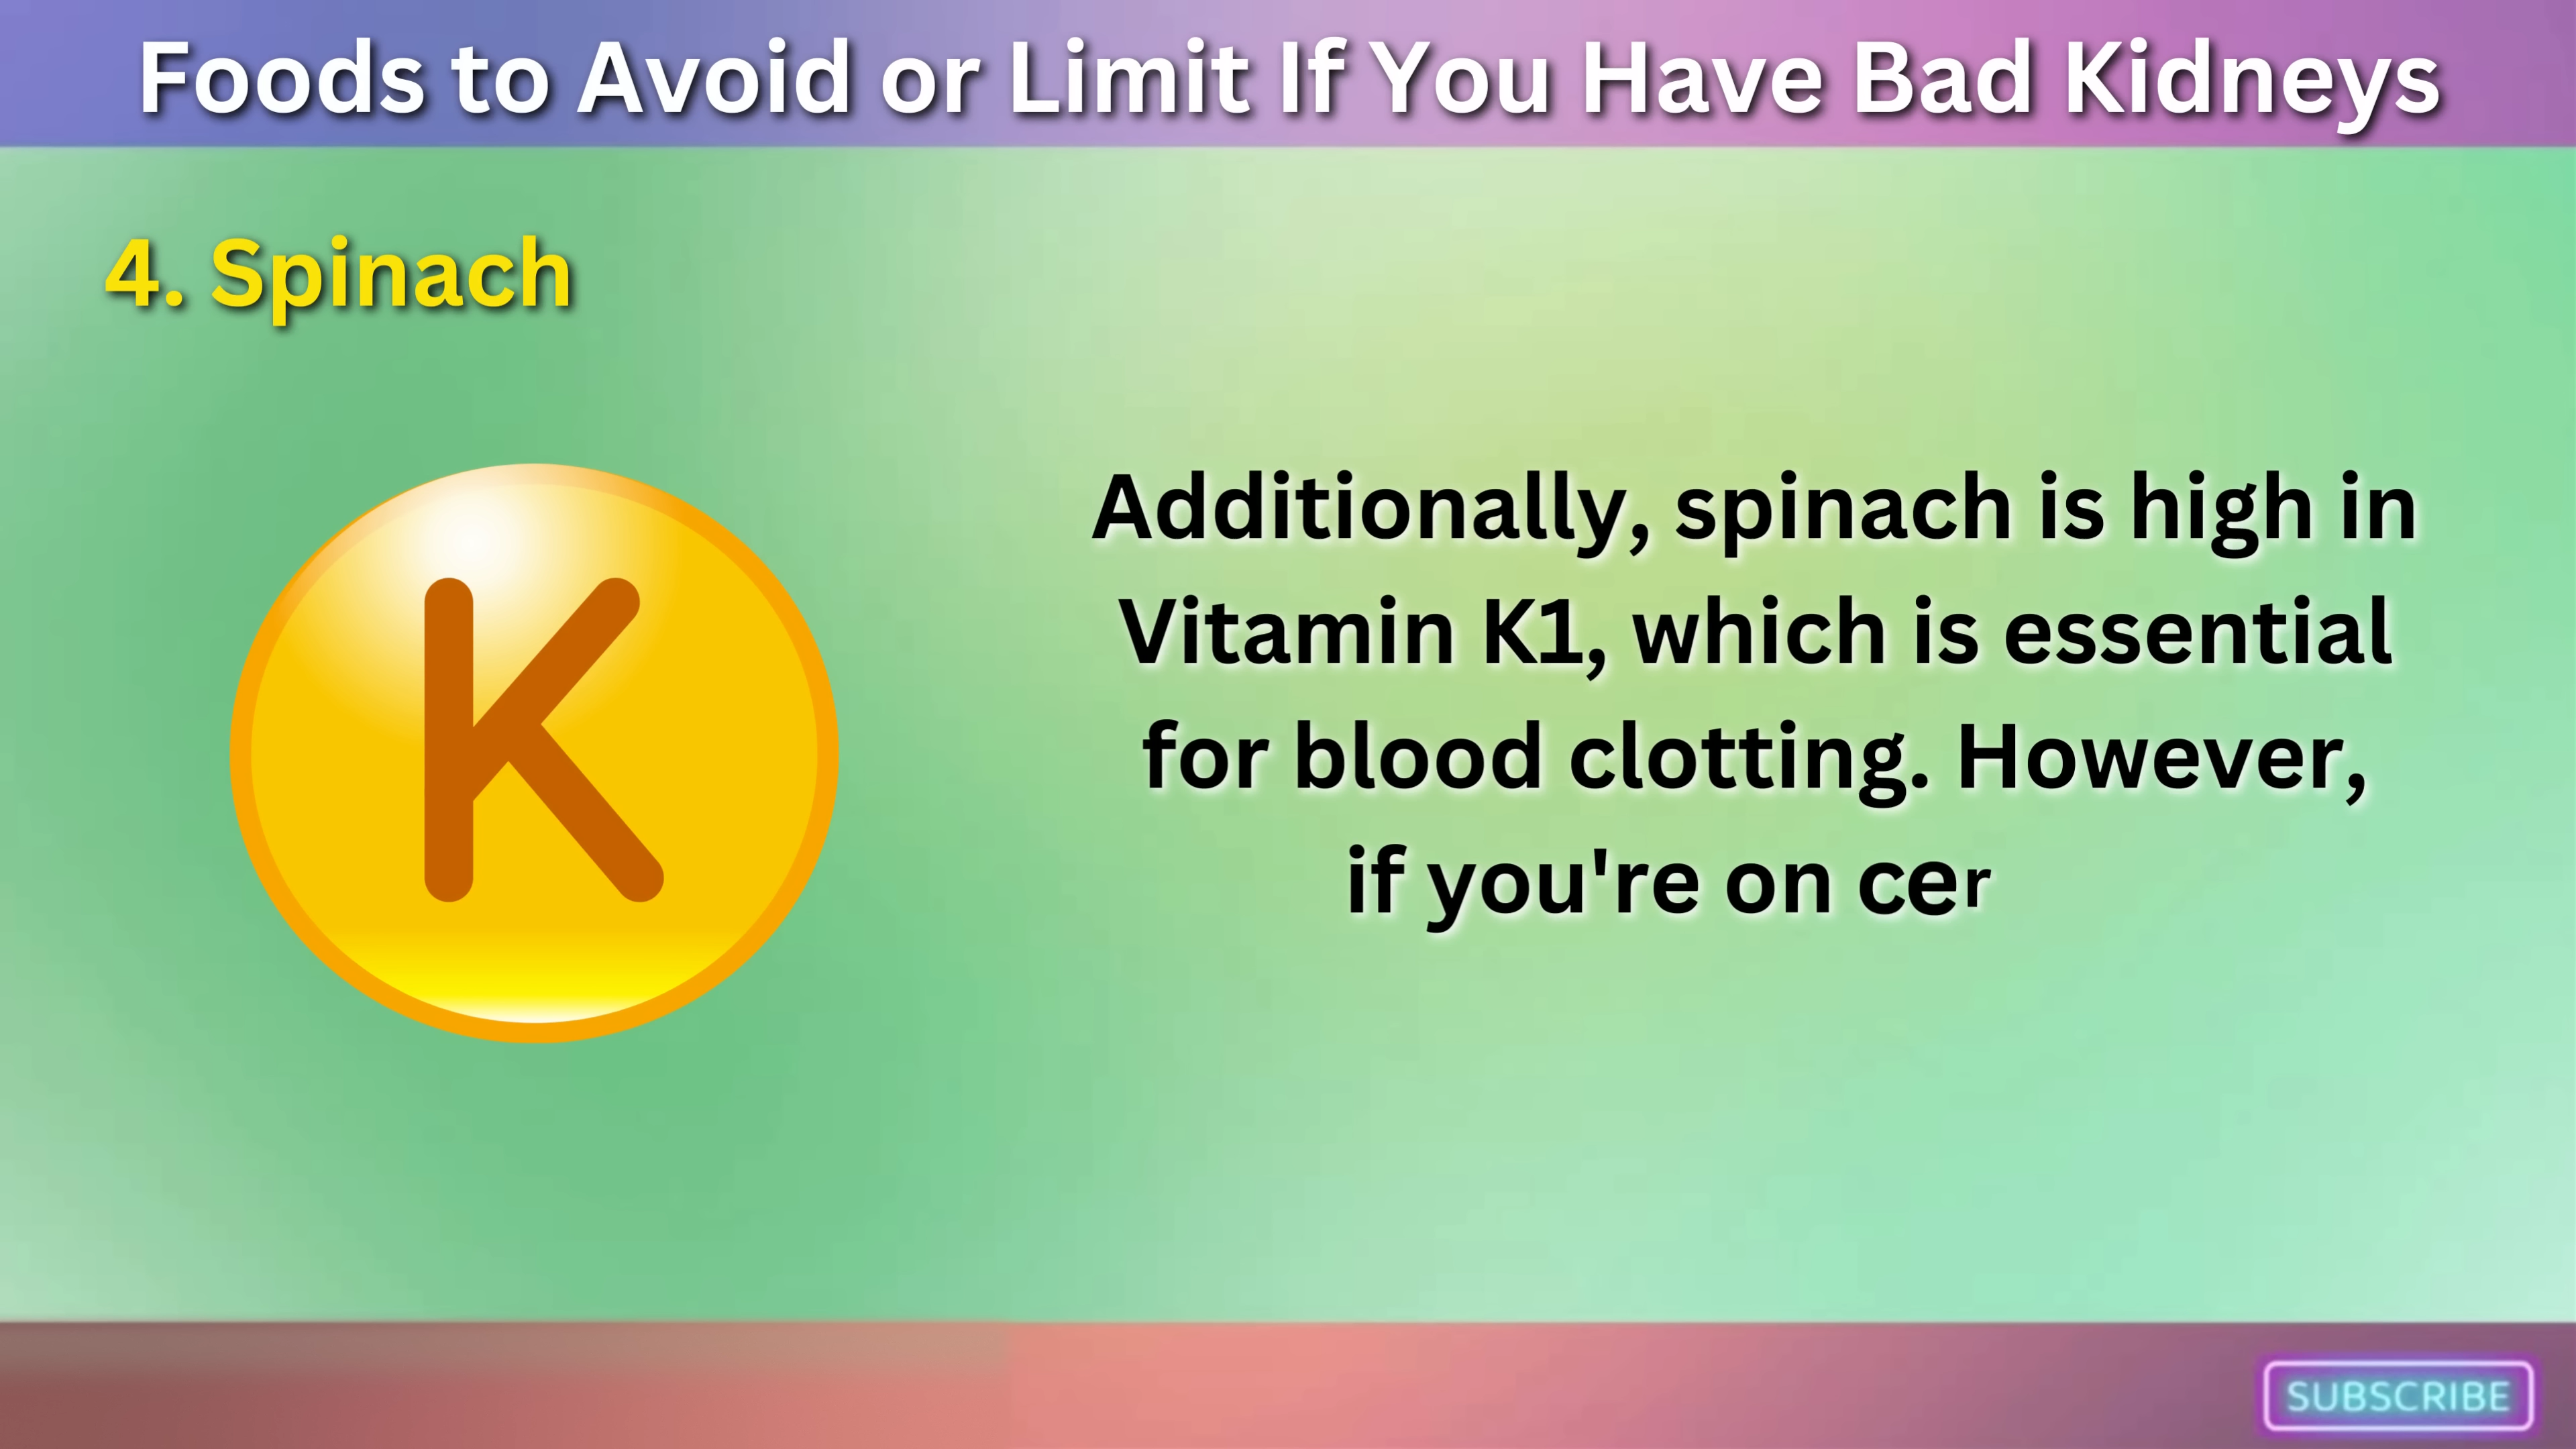 Foods to Avoid or Limit If You Have Bad Kidneys
4. Spinach
K
Additionally, spinach is high in
Vitamin K1, which is essential
for blood clotting. However,
if you're on cer
SUBSCRIBE